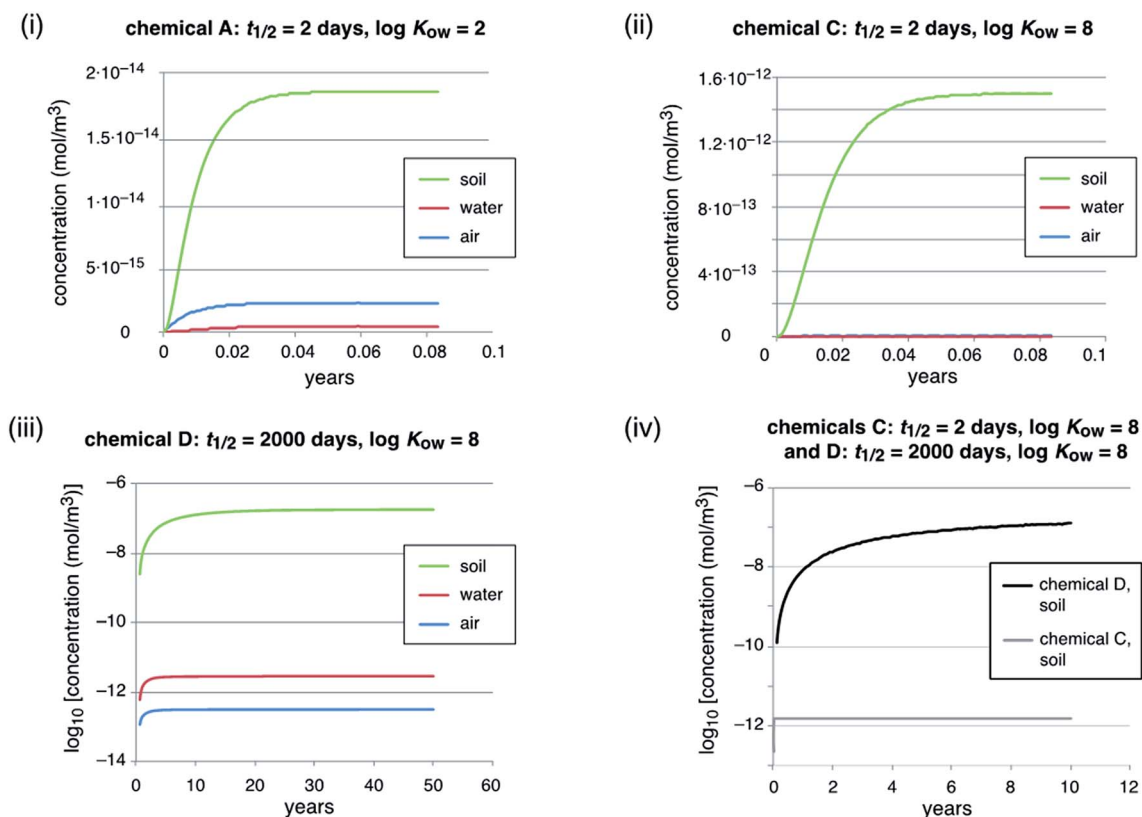 (i)
chemical A: t1/2 = 2 days, log Kow = 2
concentration (mol/m³)
2·10⁻¹⁴
1.5·10⁻¹⁴
1·10⁻¹⁴
5·10⁻¹⁵
0
0 0.02 0.04 0.06 0.08 0.1
years
soil
water
air
(ii)
chemical C: t1/2 = 2 days, log Kow = 8
concentration (mol/m³)
1.6·10⁻¹²
1.2·10⁻¹²
8·10⁻¹³
4·10⁻¹³
0
0 0.02 0.04 0.06 0.08 0.1
years
soil
water
air
(iii)
chemical D: t1/2 = 2000 days, log Kow = 8
log₁₀ [concentration (mol/m³)]
−6
−8
−10
−12
−14
0 10 20 30 40 50 60
years
soil
water
air
(iv)
chemicals C: t1/2 = 2 days, log Kow = 8
and D: t1/2 = 2000 days, log Kow = 8
log₁₀ [concentration (mol/m³)]
−6
−8
−10
−12
0 2 4 6 8 10 12
years
chemical D,
soil
chemical C,
soil